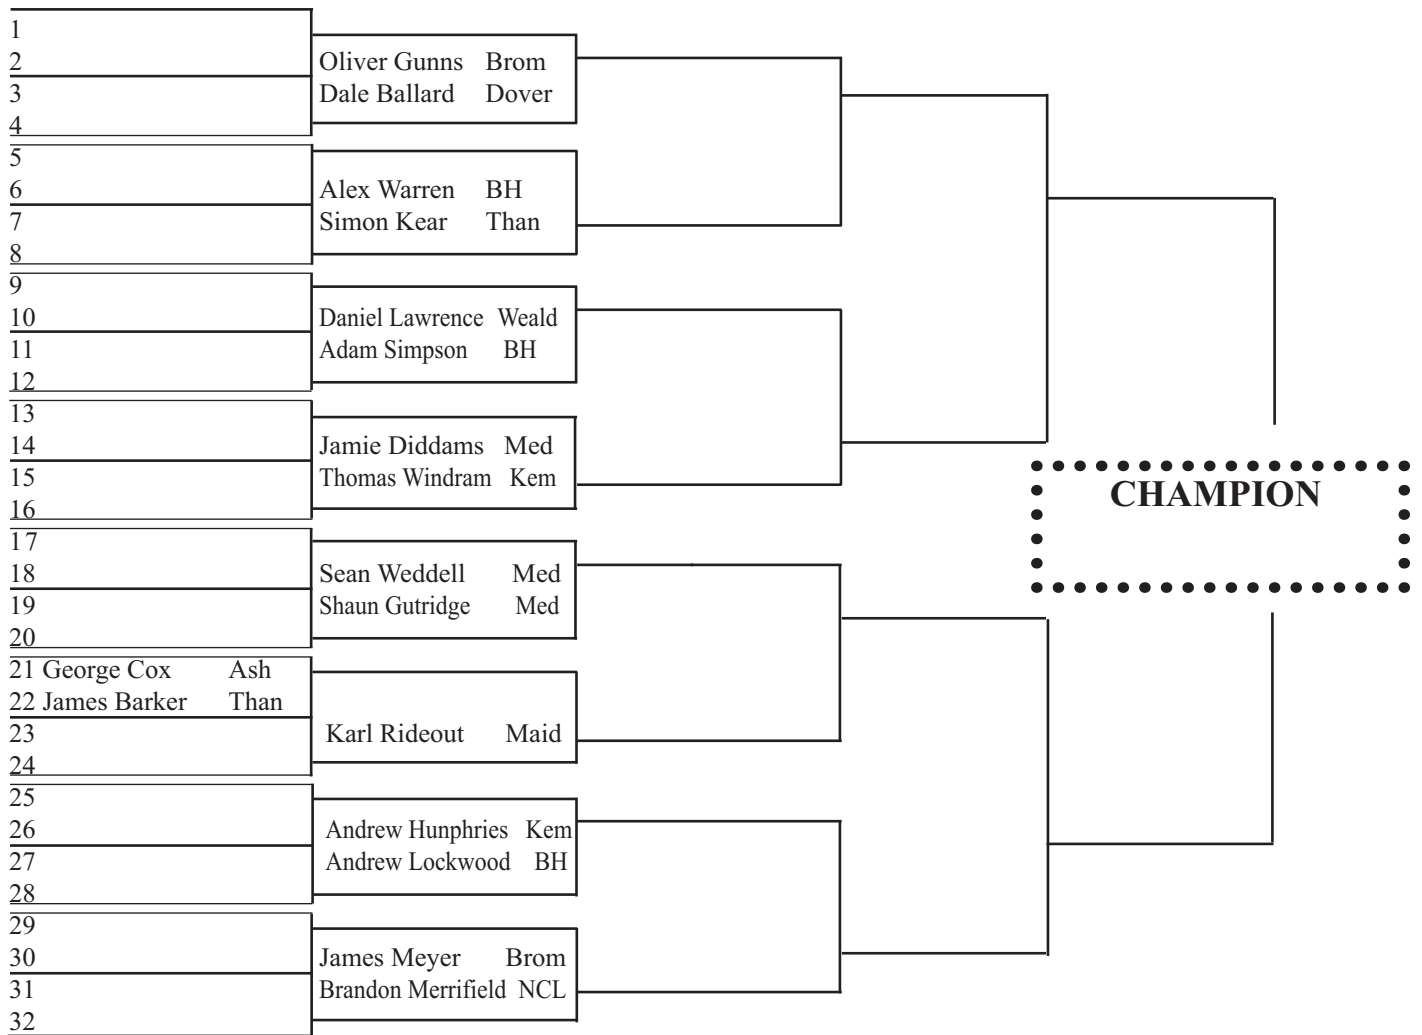 1
2
Oliver Gunns Brom
3
Dale Ballard Dover
4
5
6
Alex Warren BH
7
Simon Kear Than
8
9
10
Daniel Lawrence Weald
11
Adam Simpson BH
12
13
14
Jamie Diddams Med
15
Thomas Windram Kem
16
CHAMPION
17
18
Sean Weddell Med
19
Shaun Gutridge Med
20
21 George Cox Ash
22 James Barker Than
23
Karl Rideout Maid
24
25
26
Andrew Hunphries Kem
27
Andrew Lockwood BH
28
29
30
James Meyer Brom
31
Brandon Merrifield NCL
32